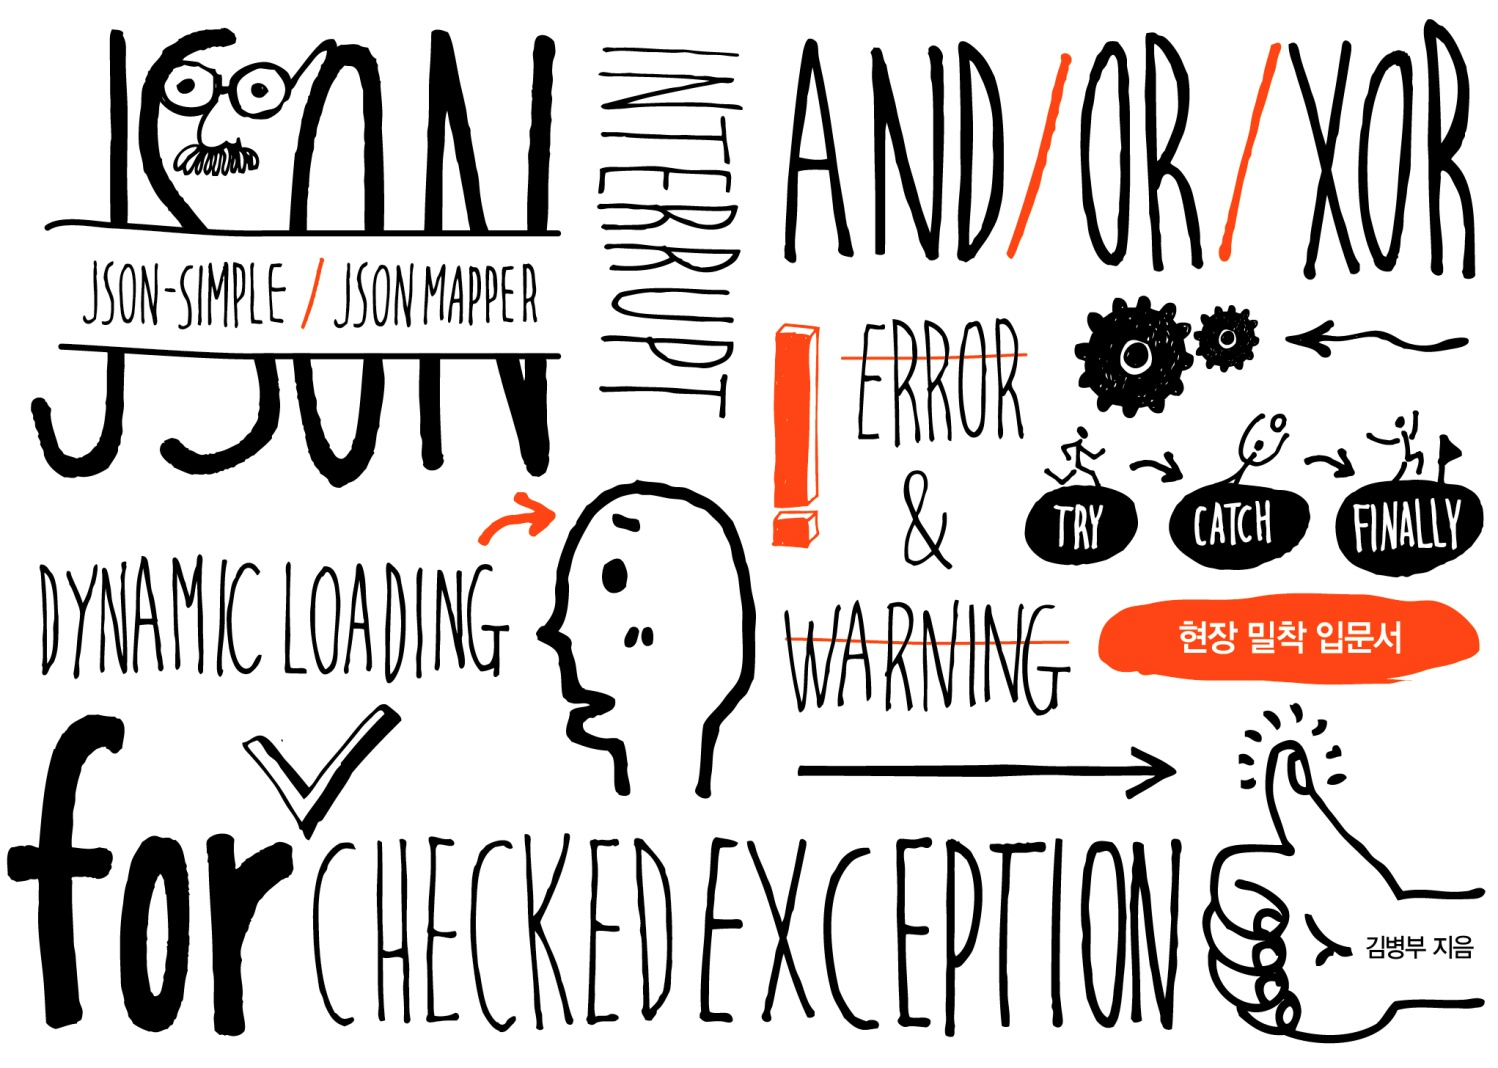 JSON
JSON-SIMPLE / JSON MAPPER
INTERRUPT
AND/OR/XOR
!
ERROR
&
WARNING
TRY
CATCH
FINALLY
현장 밀착 입문서
DYNAMIC LOADING
for CHECKED EXCEPTION
김병부 지음